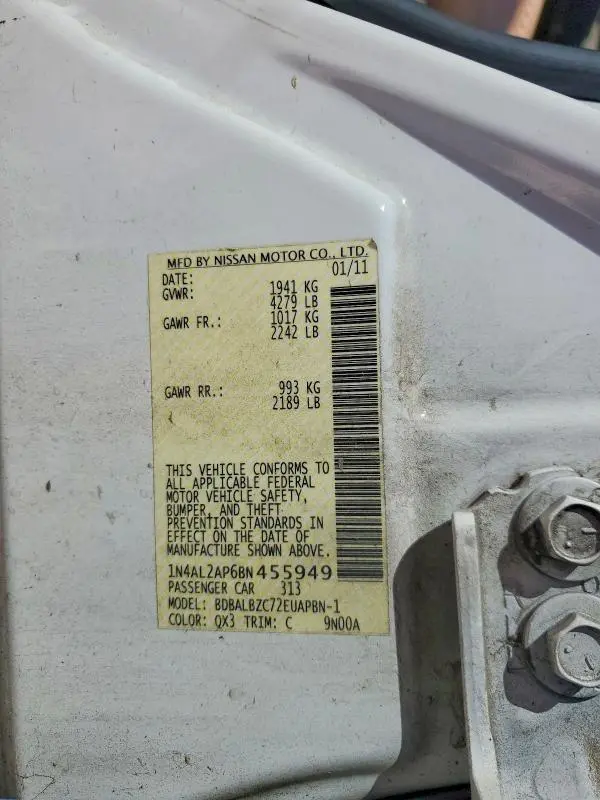 MFD BY NISSAN MOTOR CO., LTD.
DATE: 01/11
GVWR: 1941 KG
4279 LB
GAWR FR.: 1017 KG
2242 LB
GAWR RR.: 993 KG
2189 LB
THIS VEHICLE CONFORMS TO
ALL APPLICABLE FEDERAL
MOTOR VEHICLE SAFETY,
BUMPER, AND THEFT
PREVENTION STANDARDS IN
EFFECT ON THE DATE OF
MANUFACTURE SHOWN ABOVE.
1N4AL2AP6BN455949
PASSENGER CAR 313
MODEL: BDBALBZC72EUAPBN-1
COLOR: QX3 TRIM: C 9N00A